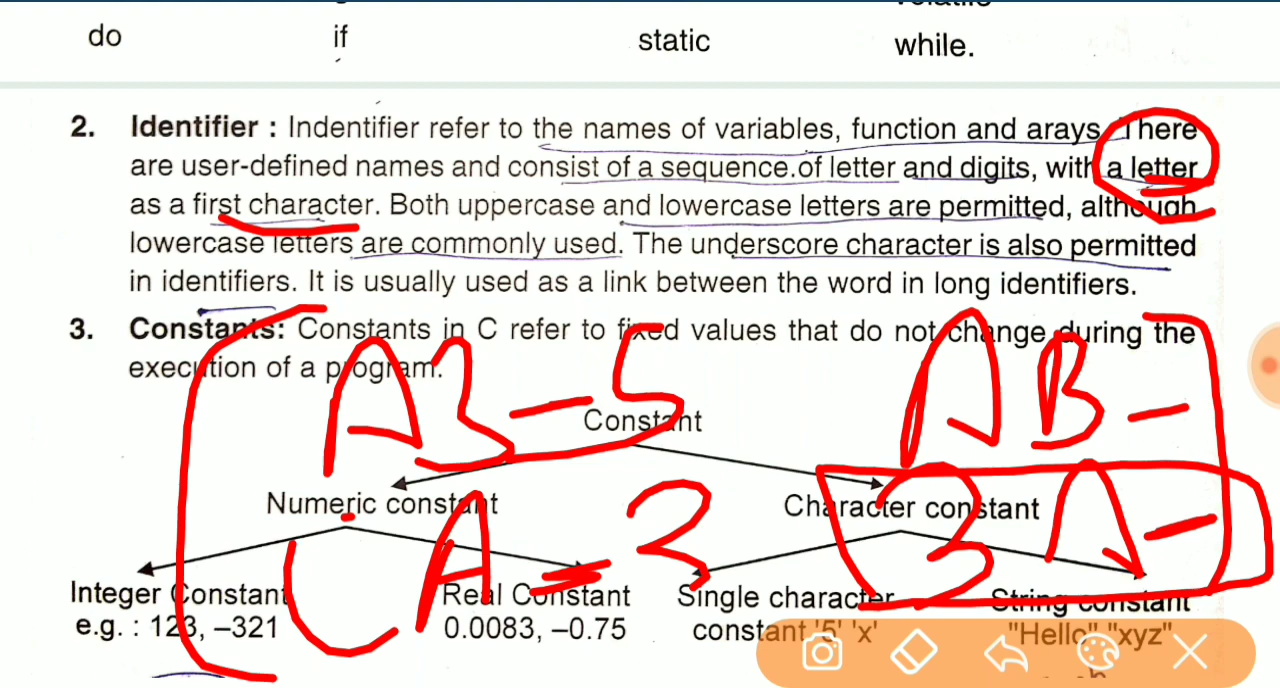 do if static while.
2. Identifier : Indentifier refer to the names of variables, function and arays. There
are user-defined names and consist of a sequence.of letter and digits, with a letter
as a first character. Both uppercase and lowercase letters are permitted, although
lowercase letters are commonly used. The underscore character is also permitted
in identifiers. It is usually used as a link between the word in long identifiers.
3. Constants: Constants in C refer to fixed values that do not change during the
execution of a program.
A3-5 AB-
Constant
Numeric constant Character constant
3A-
Integer Constant Real Constant Single character String constant
e.g. : 123, –321 0.0083, –0.75 constant '5' 'x' "Hello" "xyz"